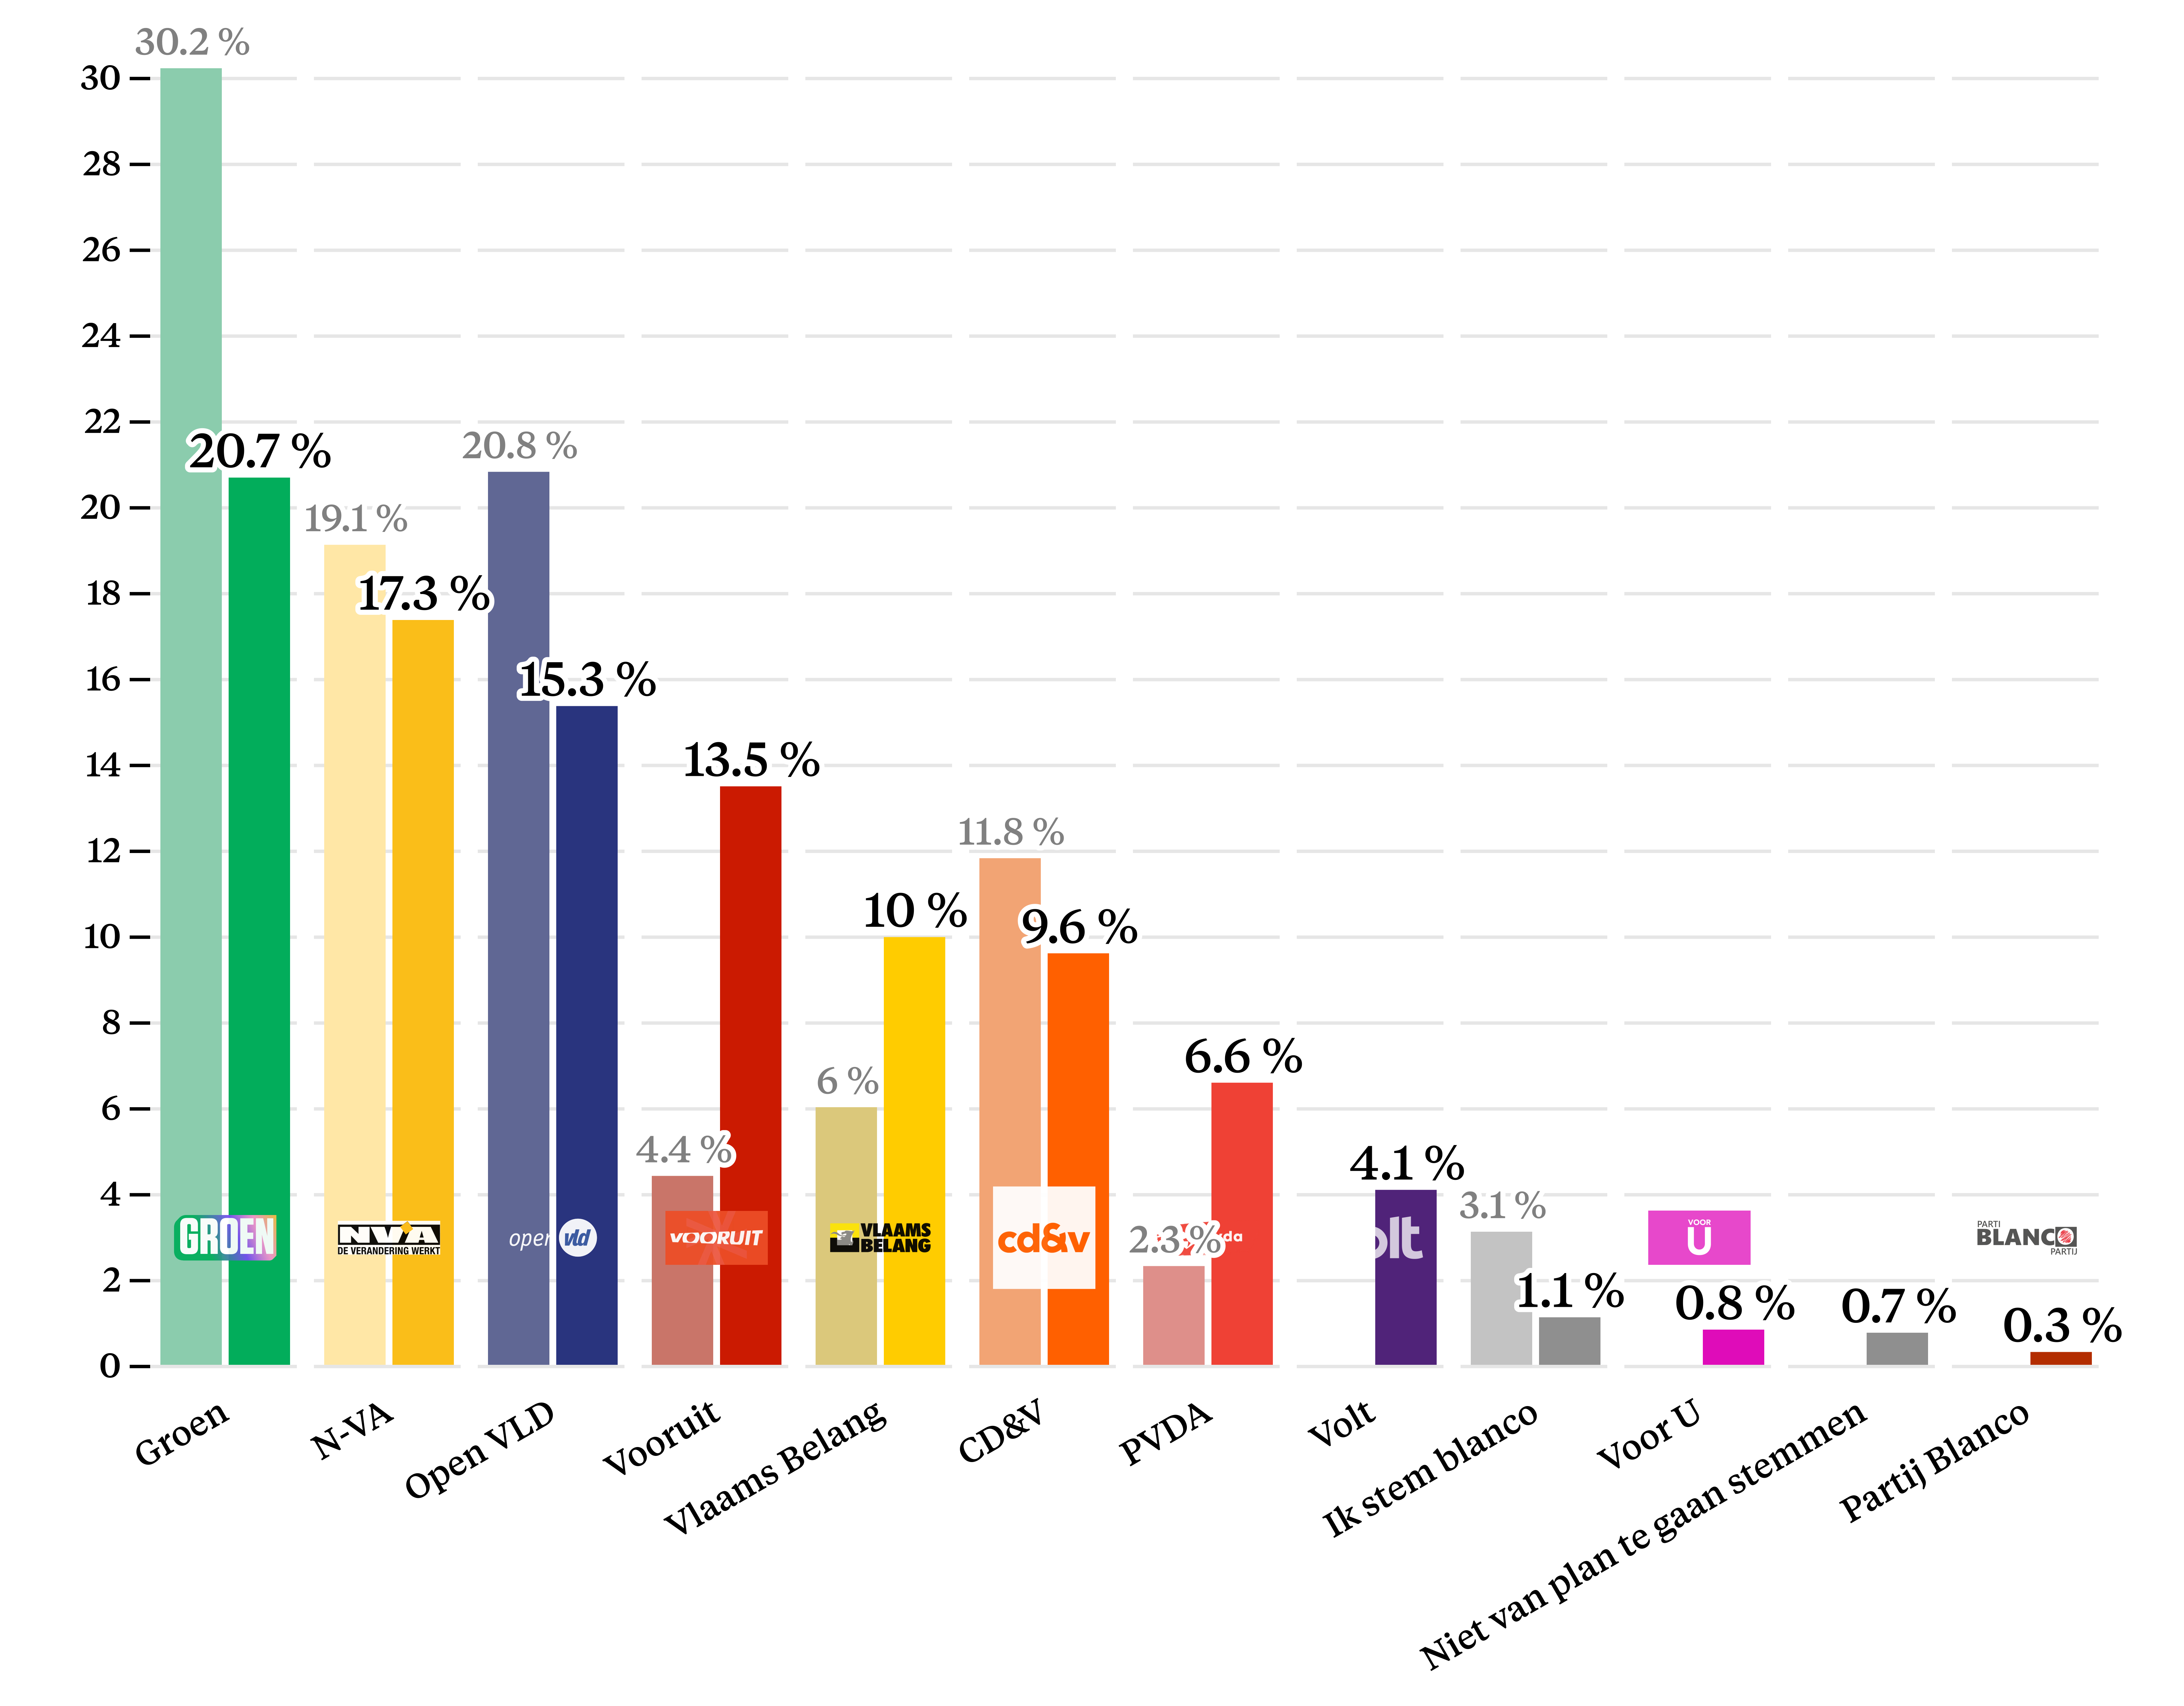 30.2 %
30
28
26
24
22
20.7 %
20.8 %
20
19.1 %
18
17.3 %
16
15.3 %
14
13.5 %
12
11.8 %
10
10 %
9.6 %
8
6.6 %
6
6 %
4.4 %
4.1 %
4
3.1 %
GROEN
N-VA
DE VERANDERING WERKT
open vld
VOORUIT
VLAAMS
BELANG
cd&v
2.3 %
VOOR
U
PARTI
BLANCO
PARTIJ
2
1.1 %
0.8 %
0.7 %
0.3 %
0
Groen
N-VA
Open VLD
Vooruit
Vlaams Belang
CD&V
PVDA
Volt
Ik stem blanco
Voor U
Niet van plan te gaan stemmen
Partij Blanco